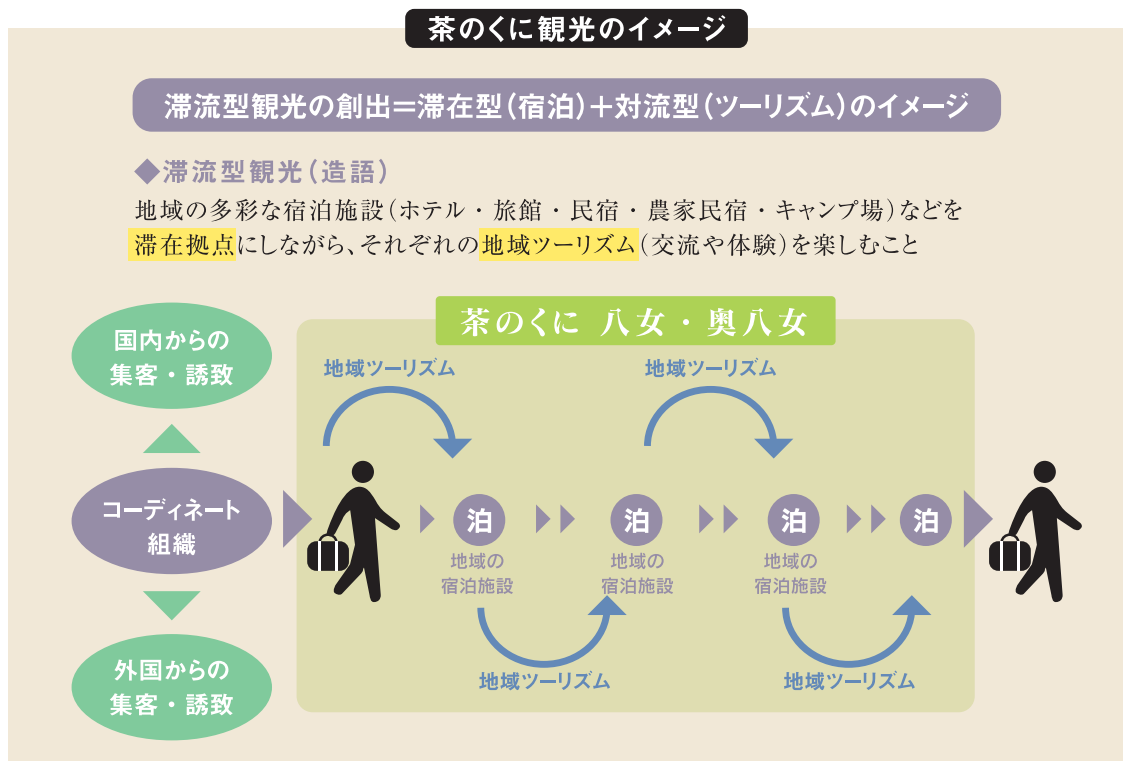 茶のくに観光のイメージ
滞流型観光の創出＝滞在型（宿泊）＋対流型（ツーリズム）のイメージ
◆滞流型観光（造語）
地域の多彩な宿泊施設（ホテル・旅館・民宿・農家民宿・キャンプ場）などを
滞在拠点にしながら、それぞれの地域ツーリズム（交流や体験）を楽しむこと
茶のくに 八女・奥八女
国内からの
集客・誘致
コーディネート
組織
外国からの
集客・誘致
地域ツーリズム
地域ツーリズム
泊
泊
泊
泊
地域の
宿泊施設
地域の
宿泊施設
地域の
宿泊施設
地域ツーリズム
地域ツーリズム